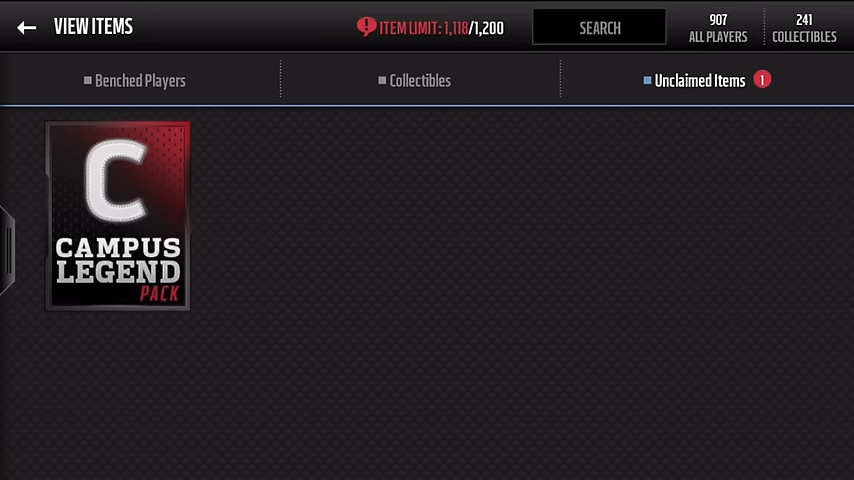 VIEW ITEMS
ITEM LIMIT: 1,118/1,200
SEARCH
907
ALL PLAYERS
241
COLLECTIBLES
Benched Players
Collectibles
Unclaimed Items
1
C
CAMPUS
LEGEND
PACK